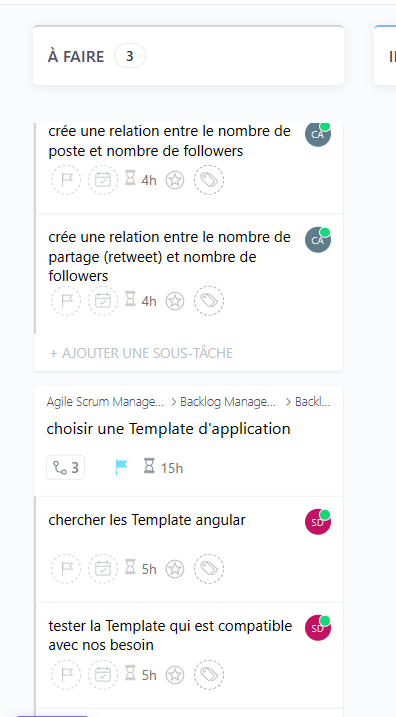 À FAIRE 3
crée une relation entre le nombre de
poste et nombre de followers
CA
4h
crée une relation entre le nombre de
partage (retweet) et nombre de
followers
CA
4h
+ AJOUTER UNE SOUS-TÂCHE
Agile Scrum Manage... > Backlog Manage... > Backl...
choisir une Template d'application
3 15h
chercher les Template angular
SD
5h
tester la Template qui est compatible
avec nos besoin
SD
5h